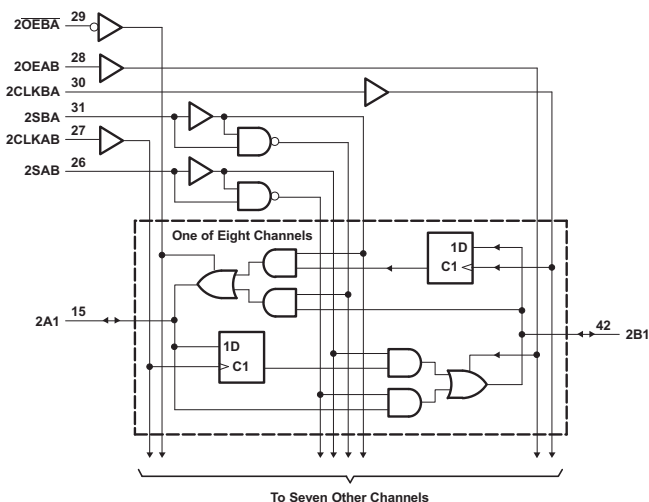 2OEBA 29
2OEAB 28
2CLKBA 30
2SBA 31
2CLKAB 27
2SAB 26
One of Eight Channels
1D
C1
2A1 15
42 2B1
1D
C1
To Seven Other Channels